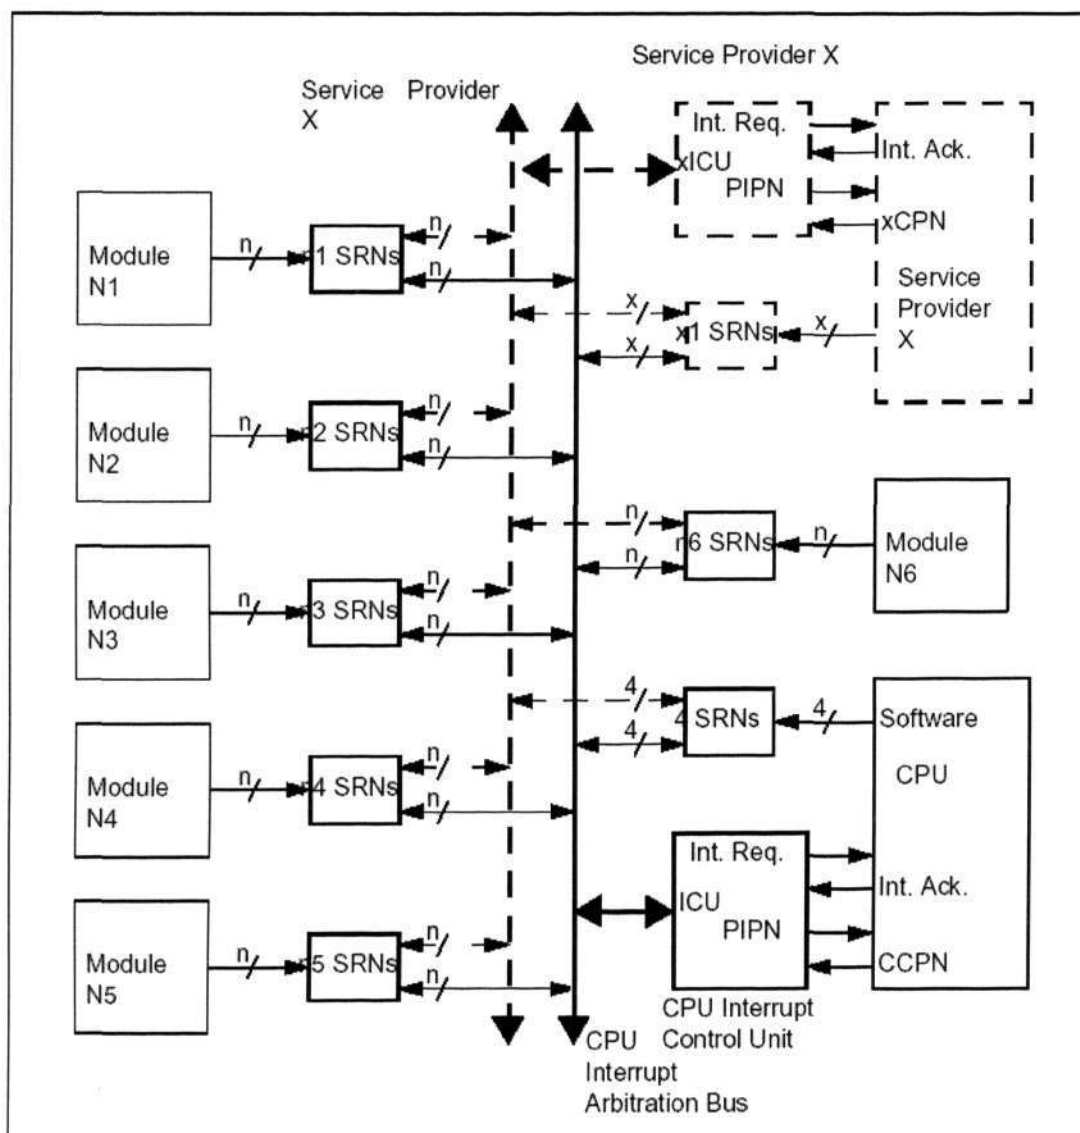 Service Provider X
Service Provider
X
Int. Req.
Int. Ack.
xICU
PIPN
xCPN
Service
Provider
X
Module
N1
n
n1 SRNs
n
n
x
x
x1 SRNs
x
Module
N2
n
n2 SRNs
n
n
n
n
n6 SRNs
n
Module
N6
Module
N3
n
n3 SRNs
n
n
4
4
4 SRNs
4
Software
CPU
Module
N4
n
n4 SRNs
n
n
Int. Req.
Int. Ack.
ICU
PIPN
CCPN
Module
N5
n
n5 SRNs
n
n
CPU Interrupt
Control Unit
CPU
Interrupt
Arbitration Bus